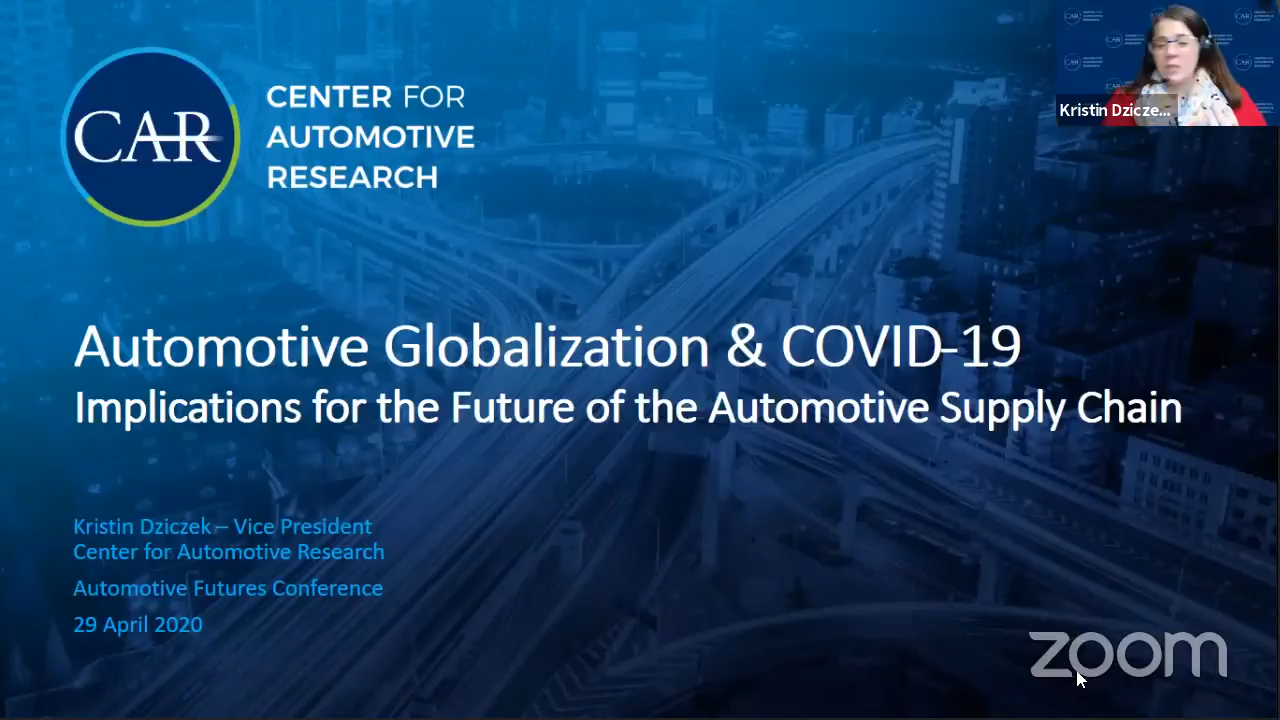 CAR
CENTER FOR
AUTOMOTIVE
RESEARCH
Kristin Dzicze...
Automotive Globalization & COVID-19
Implications for the Future of the Automotive Supply Chain
Kristin Dziczek – Vice President
Center for Automotive Research
Automotive Futures Conference
29 April 2020
zoom